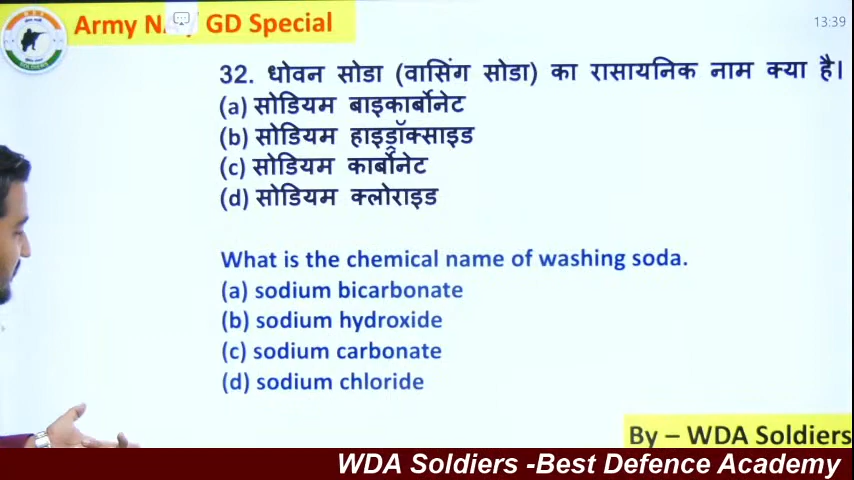 Army GD Special
13:39
32. धोवन सोडा (वासिंग सोडा) का रासायनिक नाम क्या है।
(a) सोडियम बाइकार्बोनेट
(b) सोडियम हाइड्रॉक्साइड
(c) सोडियम कार्बोनेट
(d) सोडियम क्लोराइड
What is the chemical name of washing soda.
(a) sodium bicarbonate
(b) sodium hydroxide
(c) sodium carbonate
(d) sodium chloride
By – WDA Soldiers
WDA Soldiers -Best Defence Academy